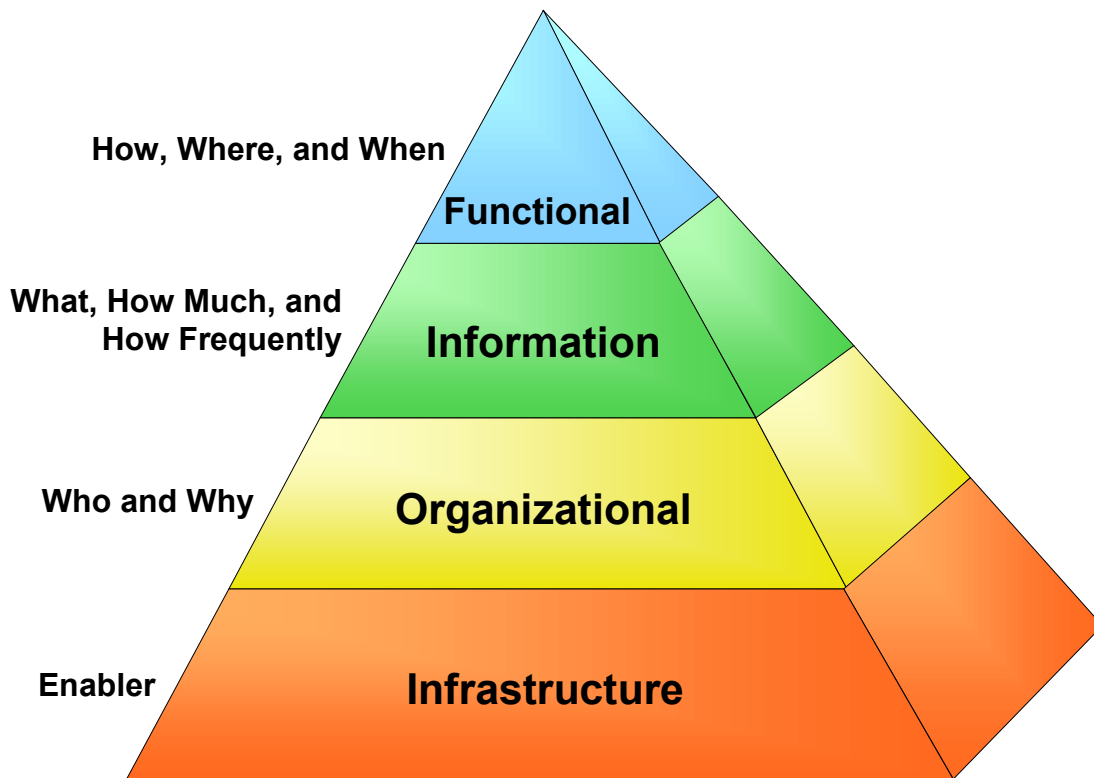 How, Where, and When
Functional
What, How Much, and
How Frequently
Information
Who and Why
Organizational
Enabler
Infrastructure